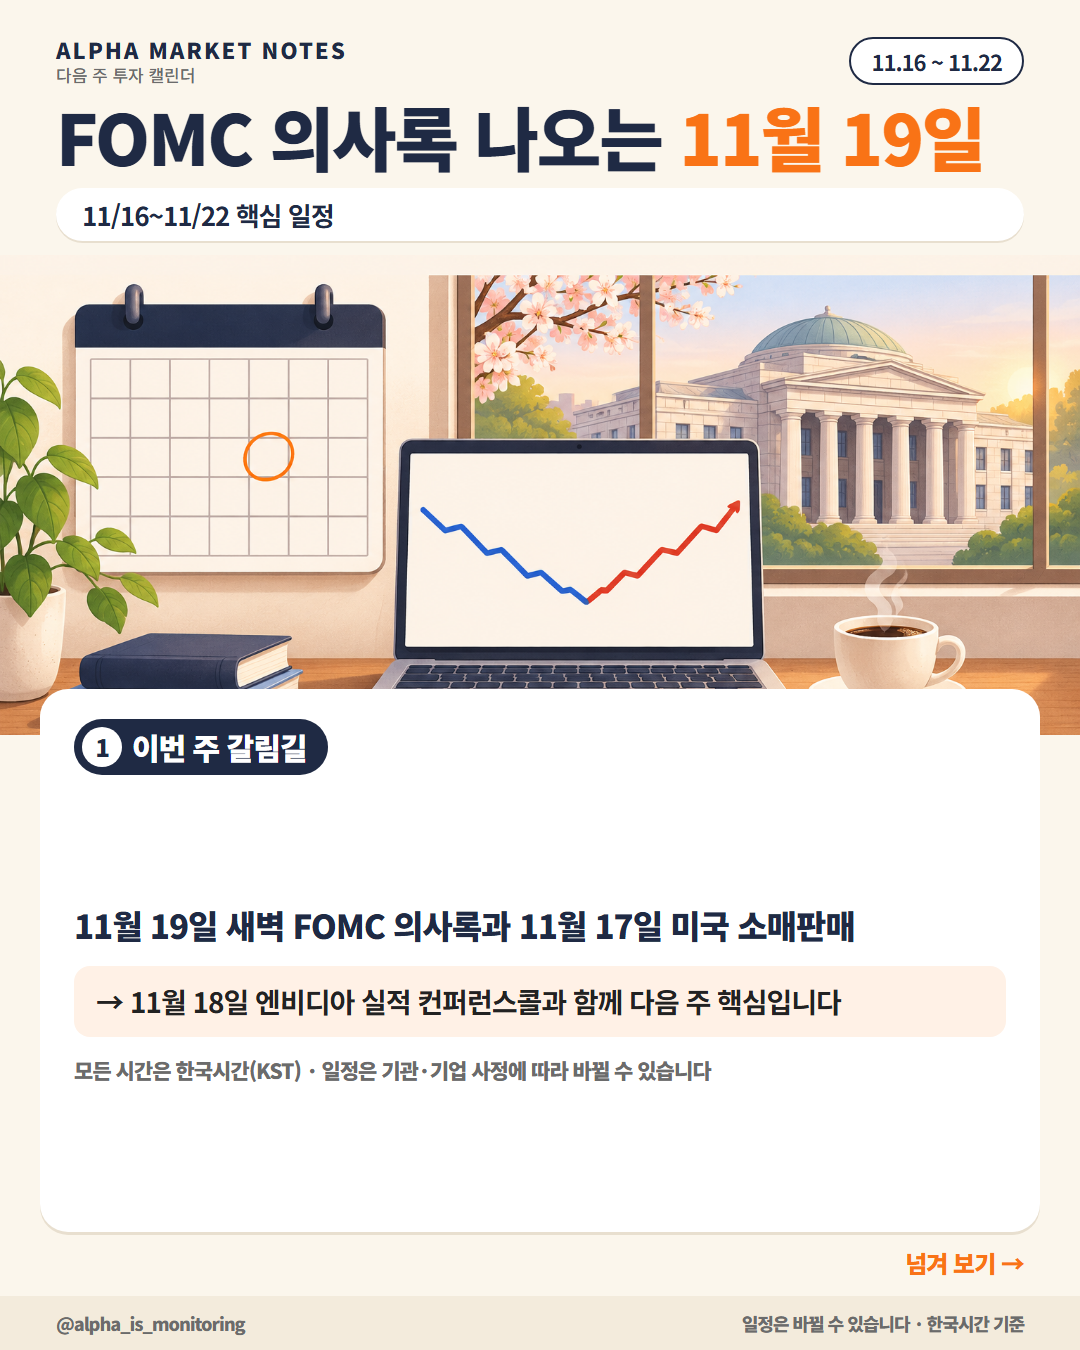 ALPHA MARKET NOTES
다음 주 투자 캘린더
11.16 ~ 11.22
FOMC 의사록 나오는 11월 19일
11/16~11/22 핵심 일정
1 이번 주 갈림길
11월 19일 새벽 FOMC 의사록과 11월 17일 미국 소매판매
→ 11월 18일 엔비디아 실적 컨퍼런스콜과 함께 다음 주 핵심입니다
모든 시간은 한국시간(KST) · 일정은 기관·기업 사정에 따라 바뀔 수 있습니다
넘겨 보기 →
@alpha_is_monitoring
일정은 바뀔 수 있습니다 · 한국시간 기준